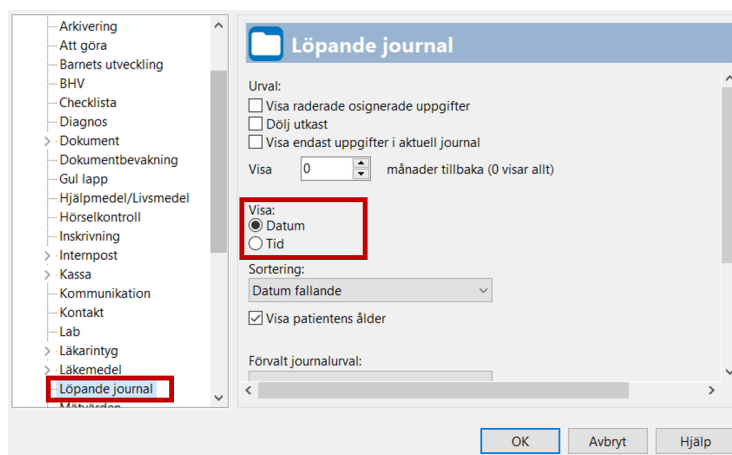 Arkivering
Att göra
Barnets utveckling
BHV
Checklista
Diagnos
Dokument
Dokumentbevakning
Gul lapp
Hjälpmedel/Livsmedel
Hörselkontroll
Inskrivning
Internpost
Kassa
Kommunikation
Kontakt
Lab
Läkarintyg
Läkemedel
Löpande journal
Mätvärden
Löpande journal
Urval:
Visa raderade osignerade uppgifter
Dölj utkast
Visa endast uppgifter i aktuell journal
Visa 0 månader tillbaka (0 visar allt)
Visa:
Datum
Tid
Sortering:
Datum fallande
Visa patientens ålder
Förvalt journalurval:
OK Avbryt Hjälp